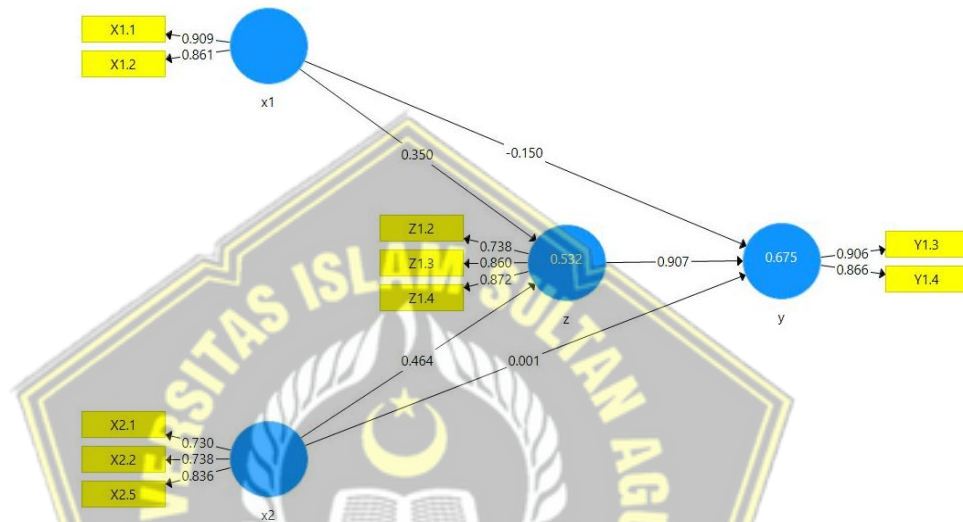 X1.1
0.909
X1.2
0.861
x1
0.350
-0.150
Z1.2
0.738
Z1.3
0.860
Z1.4
0.872
0.532
z
0.907
0.675
y
0.906
Y1.3
0.866
Y1.4
0.464
0.001
X2.1
0.730
X2.2
0.738
X2.5
0.836
x2
VERSITAS ISLAM SULTAN AGU